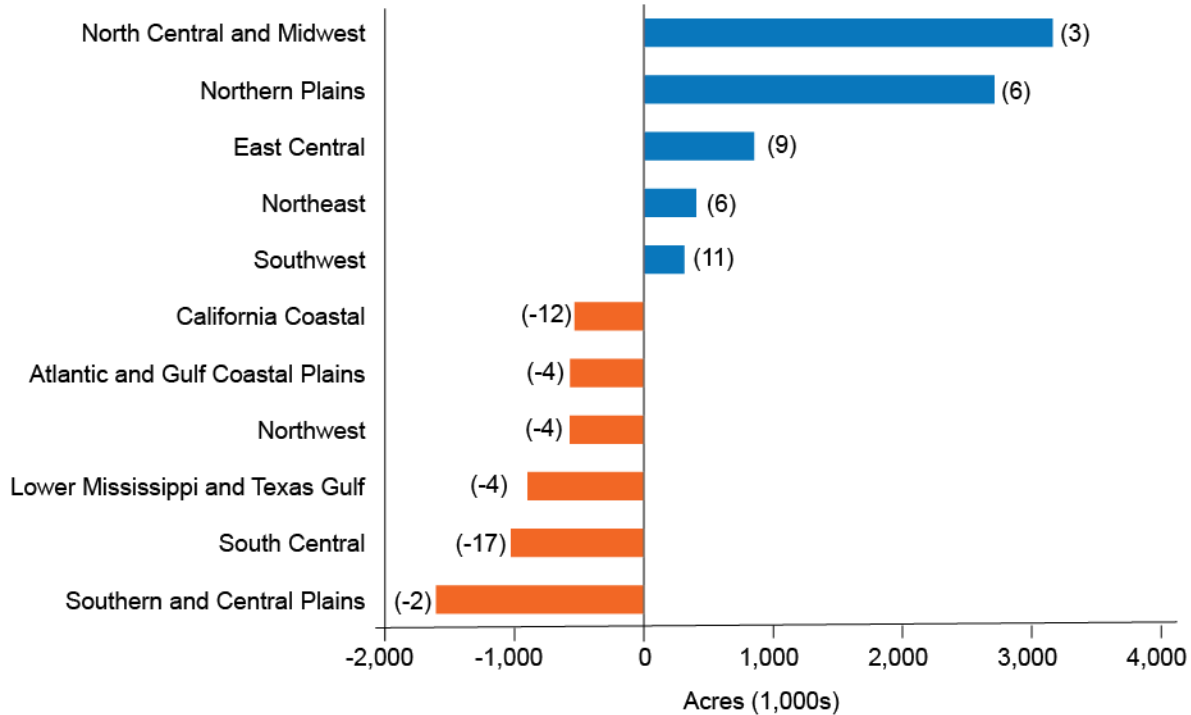 North Central and Midwest (3)
Northern Plains (6)
East Central (9)
Northeast (6)
Southwest (11)
California Coastal (-12)
Atlantic and Gulf Coastal Plains (-4)
Northwest (-4)
Lower Mississippi and Texas Gulf (-4)
South Central (-17)
Southern and Central Plains (-2)
-2,000 -1,000 0 1,000 2,000 3,000 4,000
Acres (1,000s)